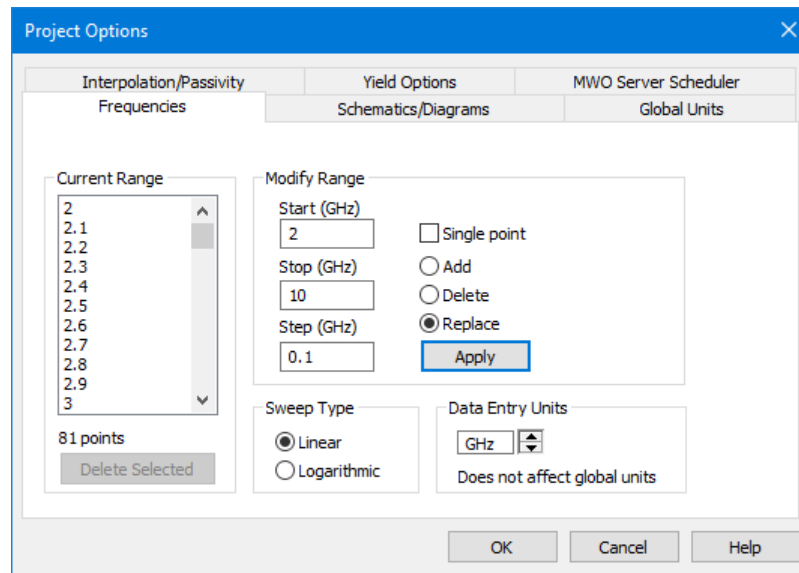 Project Options
Interpolation/Passivity
Yield Options
MWO Server Scheduler
Frequencies
Schematics/Diagrams
Global Units
Current Range
2
2.1
2.2
2.3
2.4
2.5
2.6
2.7
2.8
2.9
3
81 points
Delete Selected
Modify Range
Start (GHz)
2
Stop (GHz)
10
Step (GHz)
0.1
Single point
Add
Delete
Replace
Apply
Sweep Type
Linear
Logarithmic
Data Entry Units
GHz
Does not affect global units
OK
Cancel
Help